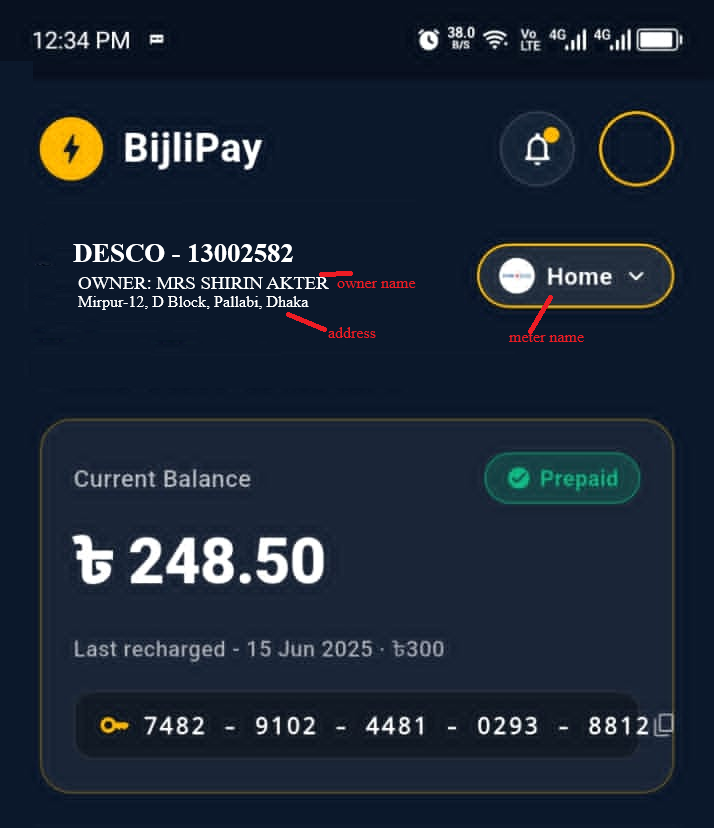 12:34 PM 38.0 B/S Vo LTE 4G 4G
BijliPay
DESCO - 13002582
Home
OWNER: MRS SHIRIN AKTER owner name
Mirpur-12, D Block, Pallabi, Dhaka
address
meter name
Current Balance Prepaid
৳ 248.50
Last recharged - 15 Jun 2025 · ৳300
7482 - 9102 - 4481 - 0293 - 8812